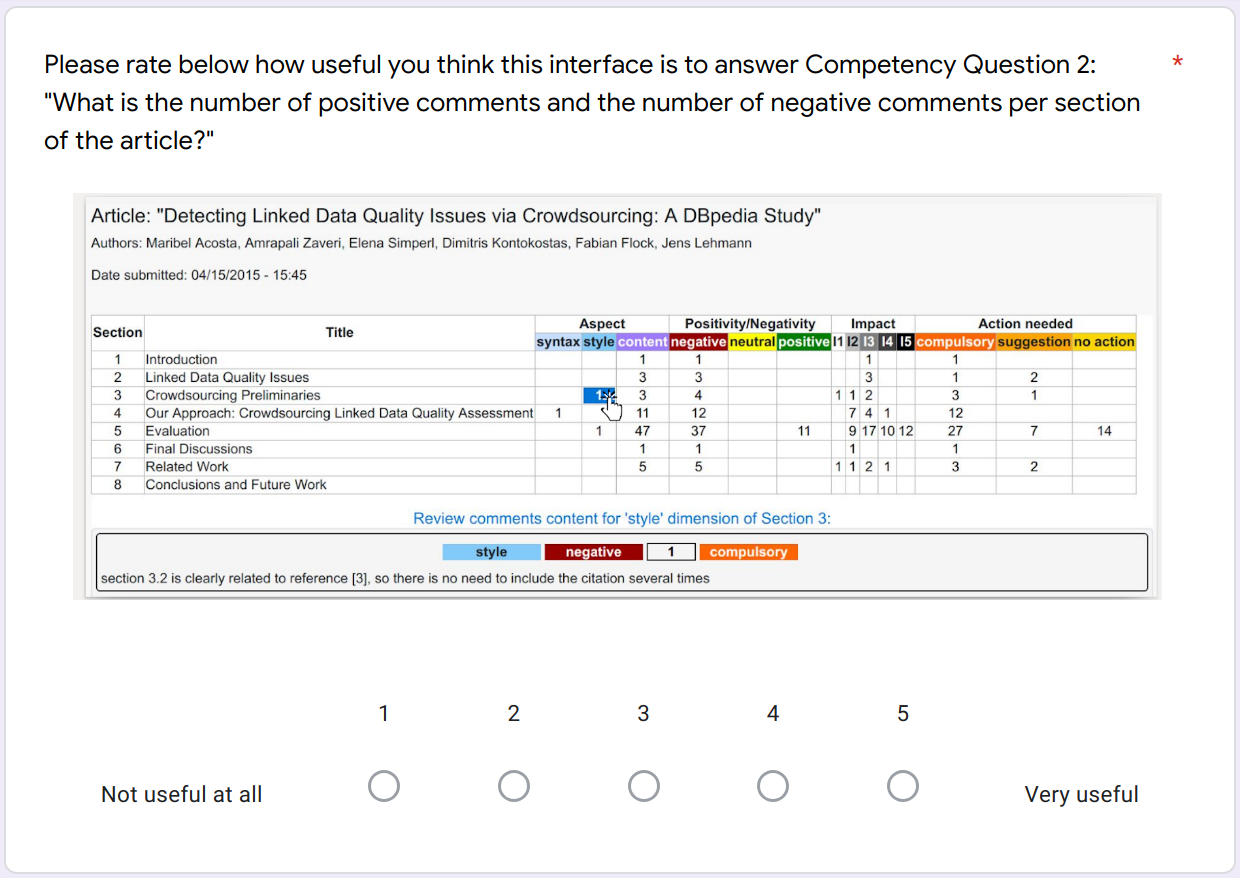 Please rate below how useful you think this interface is to answer Competency Question 2: *
"What is the number of positive comments and the number of negative comments per section
of the article?"
Article: "Detecting Linked Data Quality Issues via Crowdsourcing: A DBpedia Study"
Authors: Maribel Acosta, Amrapali Zaveri, Elena Simperl, Dimitris Kontokostas, Fabian Flock, Jens Lehmann
Date submitted: 04/15/2015 - 15:45
Section Title Aspect Positivity/Negativity Impact Action needed
syntax style content negative neutral positive I1 I2 I3 I4 I5 compulsory suggestion no action
1 Introduction 1 1 1 1
2 Linked Data Quality Issues 3 3 3 1 2
3 Crowdsourcing Preliminaries 1 3 4 1 1 2 3 1
4 Our Approach: Crowdsourcing Linked Data Quality Assessment 1 11 12 7 4 1 12
5 Evaluation 1 47 37 11 9 17 10 12 27 7 14
6 Final Discussions 1 1 1 1
7 Related Work 5 5 1 1 2 1 3 2
8 Conclusions and Future Work
Review comments content for 'style' dimension of Section 3:
style negative 1 compulsory
section 3.2 is clearly related to reference [3], so there is no need to include the citation several times
1 2 3 4 5
Not useful at all Very useful